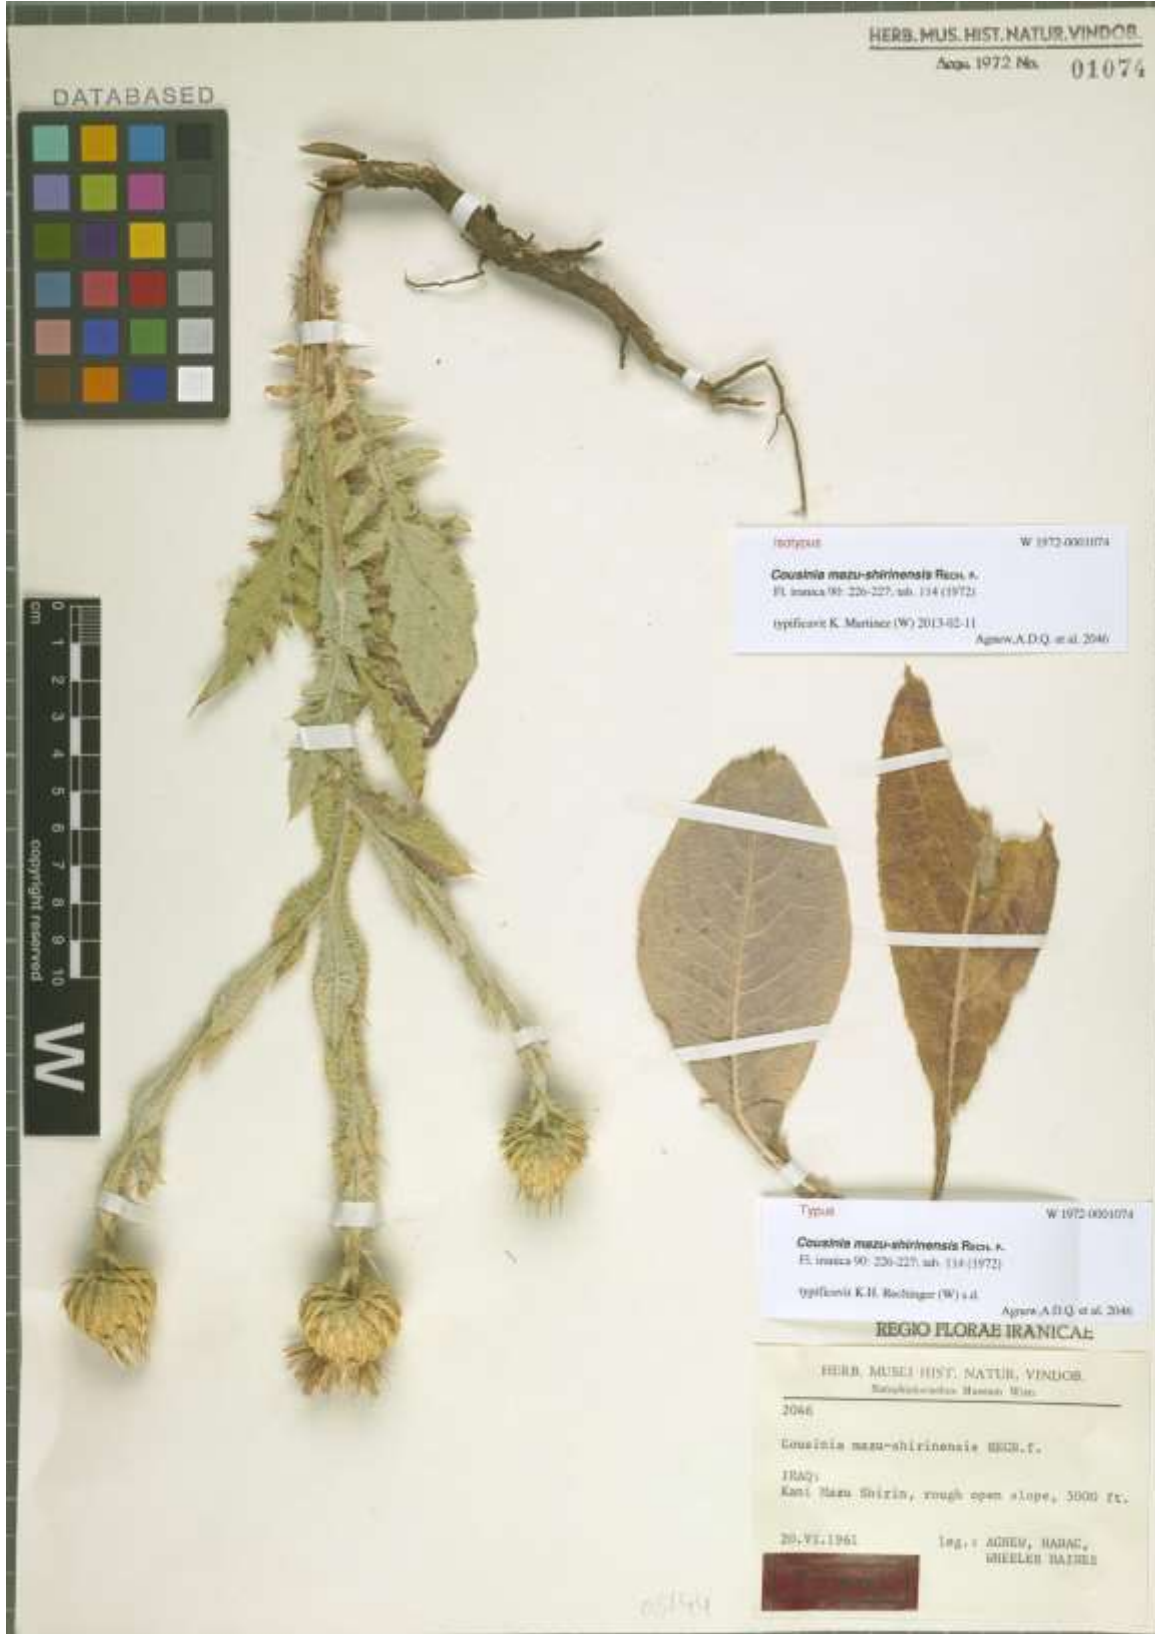 HERB. MUS. HIST. NATUR. VINDOB.
Acqu. 1972 No. 01074
DATABASED
Isotypus W 1972-0001074
Cousinia mazu-shirinensis RECH. F.
Fl. iranica 90: 226-227; tab. 114 (1972)
typificavit K. Martinez (W) 2013-02-11
Agnew, A.D.Q. et al. 2046
cm 0 1 2 3 4 5 6 7 8 9 10
copyright reserved
W
Typus W 1972-0001074
Cousinia mazu-shirinensis RECH. F.
Fl. iranica 90: 226-227; tab. 114 (1972)
typificavit K.H. Rechinger (W) s.d.
Agnew, A.D.Q. et al. 2046
REGIO FLORAE IRANICAE
HERB. MUSEI HIST. NATUR. VINDOB.
Naturhistorisches Museum Wien
2046
Cousinia mazu-shirinensis RECH.f.
IRAQ:
Kani Mazu Shirin, rough open slope, ft.
20.VI.1961 leg.: AGNEW, HADAC,
WHEELER HAINES